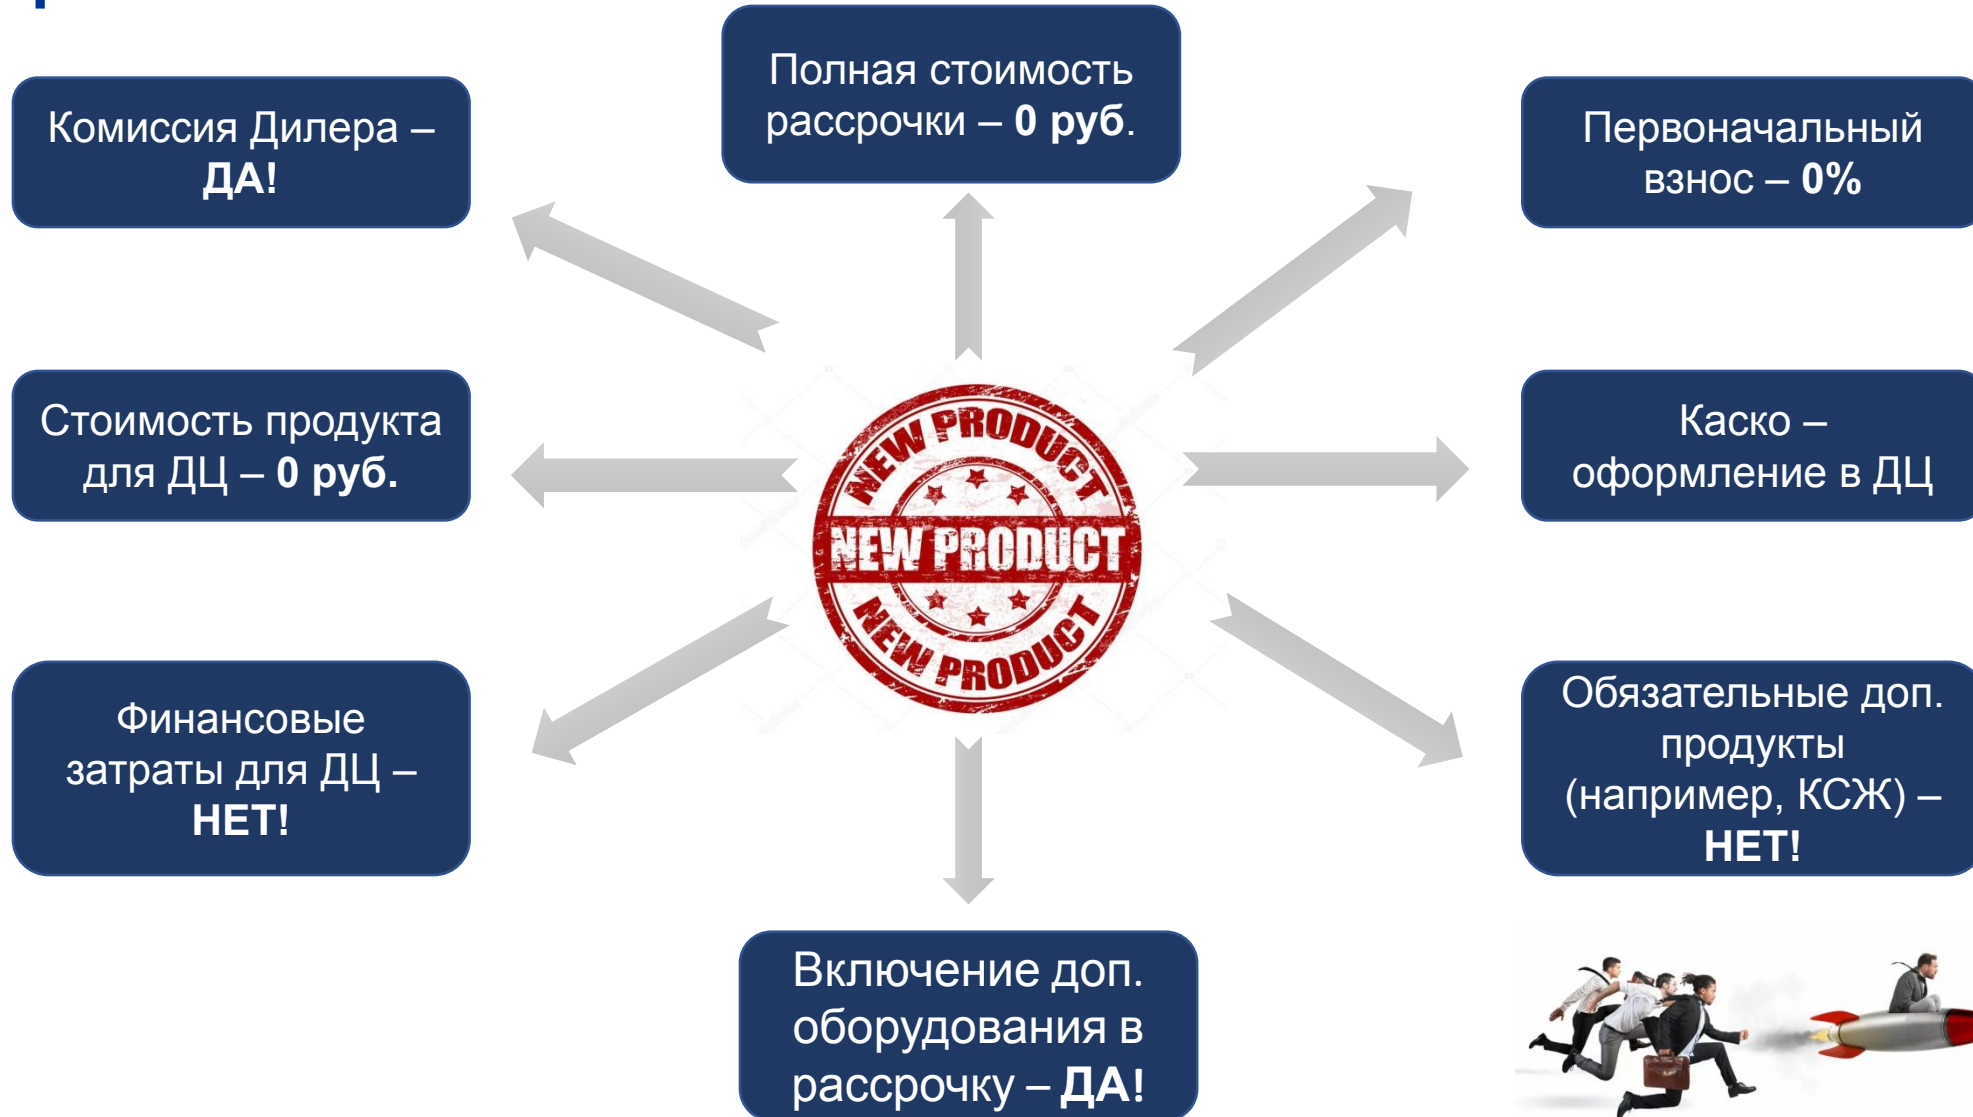 Полная стоимость
рассрочки – 0 руб.
Комиссия Дилера –
ДА!
Первоначальный
взнос – 0%
Стоимость продукта
для ДЦ – 0 руб.
Каско –
оформление в ДЦ
NEW PRODUCT
NEW PRODUCT
NEW PRODUCT
Финансовые
затраты для ДЦ –
НЕТ!
Обязательные доп.
продукты
(например, КСЖ) –
НЕТ!
Включение доп.
оборудования в
рассрочку – ДА!